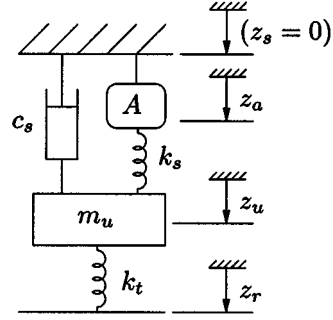 (z_s = 0)
A
z_a
c_s
k_s
m_u
z_u
k_t
z_r